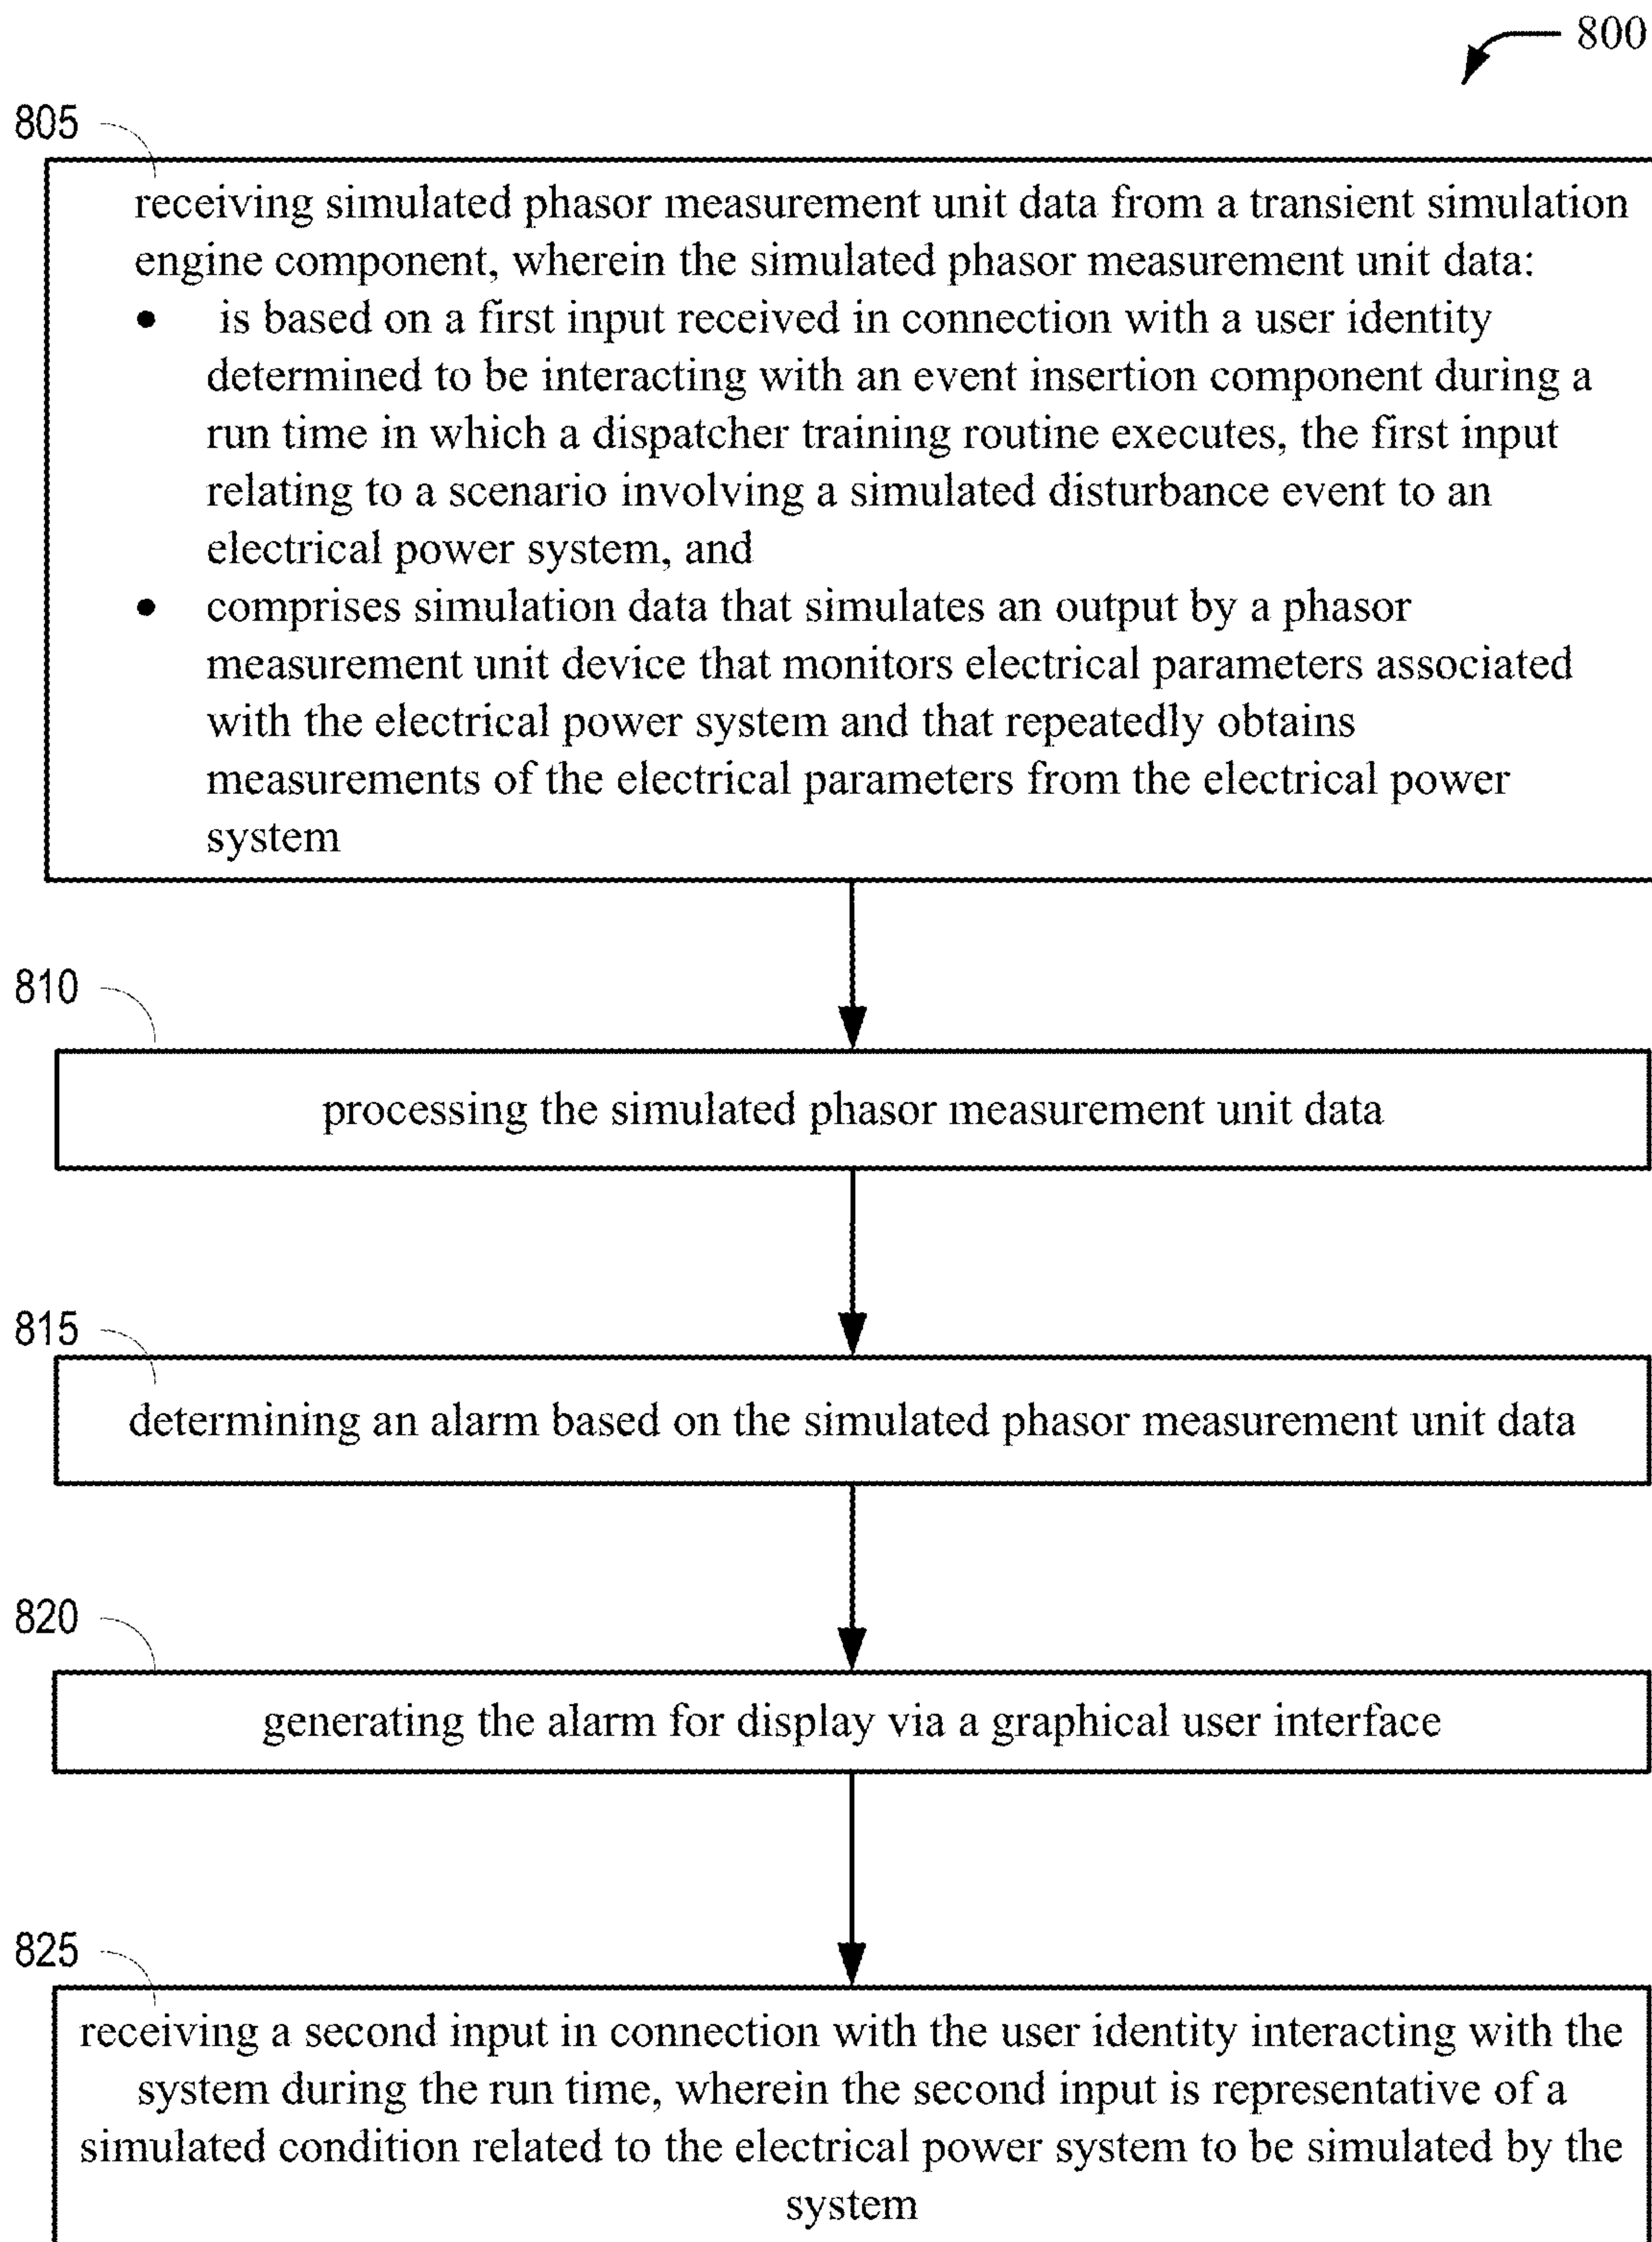 800
805
receiving simulated phasor measurement unit data from a transient simulation
engine component, wherein the simulated phasor measurement unit data:
• is based on a first input received in connection with a user identity
determined to be interacting with an event insertion component during a
run time in which a dispatcher training routine executes, the first input
relating to a scenario involving a simulated disturbance event to an
electrical power system, and
• comprises simulation data that simulates an output by a phasor
measurement unit device that monitors electrical parameters associated
with the electrical power system and that repeatedly obtains
measurements of the electrical parameters from the electrical power
system
810
processing the simulated phasor measurement unit data
815
determining an alarm based on the simulated phasor measurement unit data
820
generating the alarm for display via a graphical user interface
825
receiving a second input in connection with the user identity interacting with the
system during the run time, wherein the second input is representative of a
simulated condition related to the electrical power system to be simulated by the
system